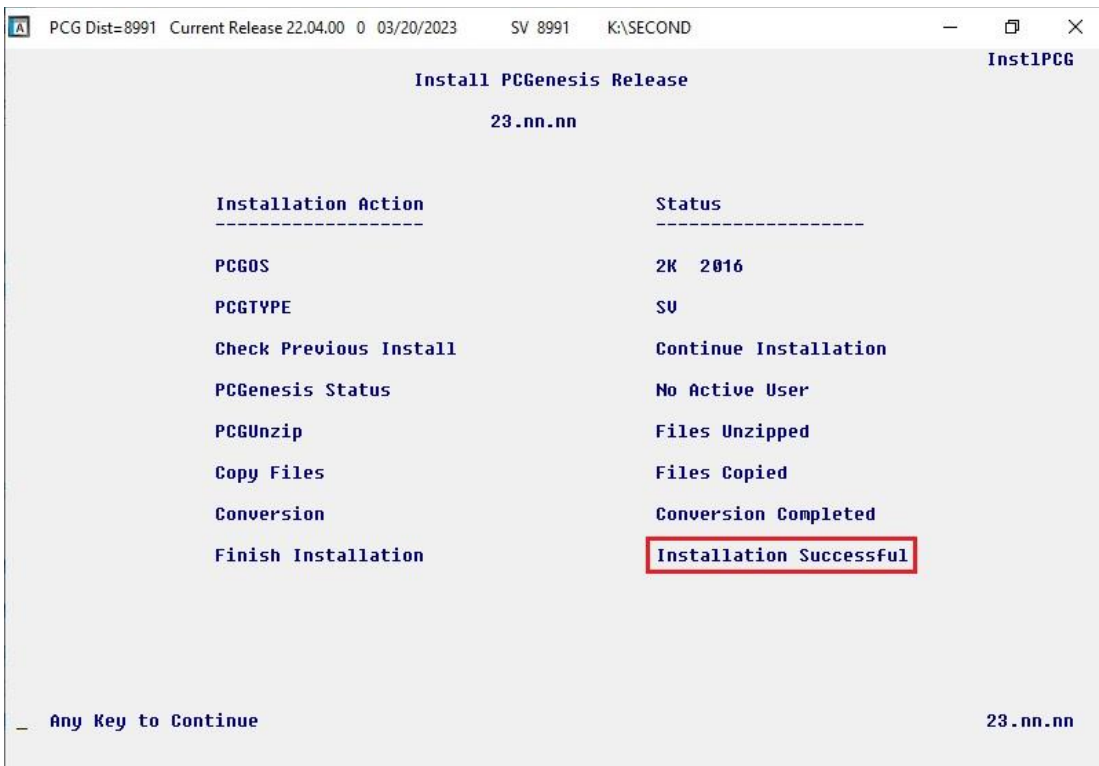 A PCG Dist=8991 Current Release 22.04.00 0 03/20/2023 SV 8991 K:\SECOND
InstlPCG
Install PCGenesis Release
23.nn.nn
Installation Action Status
------------------- -------------------
PCGOS 2K 2016
PCGTYPE SV
Check Previous Install Continue Installation
PCGenesis Status No Active User
PCGUnzip Files Unzipped
Copy Files Files Copied
Conversion Conversion Completed
Finish Installation Installation Successful
_ Any Key to Continue 23.nn.nn